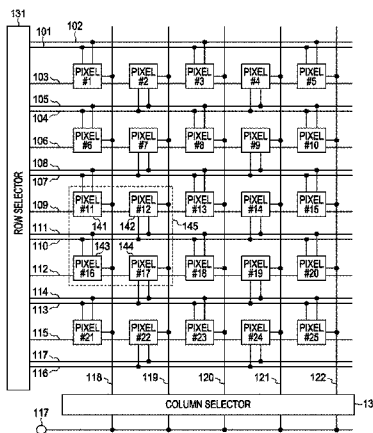 131
101
102
PIXEL #1
PIXEL #2
PIXEL #3
PIXEL #4
PIXEL #5
103
105
104
PIXEL #6
PIXEL #7
PIXEL #8
PIXEL #9
PIXEL #10
106
108
107
ROW SELECTOR
PIXEL #11
PIXEL #12
PIXEL #13
PIXEL #14
PIXEL #15
109
141
142
145
111
110
143
144
PIXEL #16
PIXEL #17
PIXEL #18
PIXEL #19
PIXEL #20
112
114
113
PIXEL #21
PIXEL #22
PIXEL #23
PIXEL #24
PIXEL #25
115
117
116
118
119
120
121
122
COLUMN SELECTOR
13
117